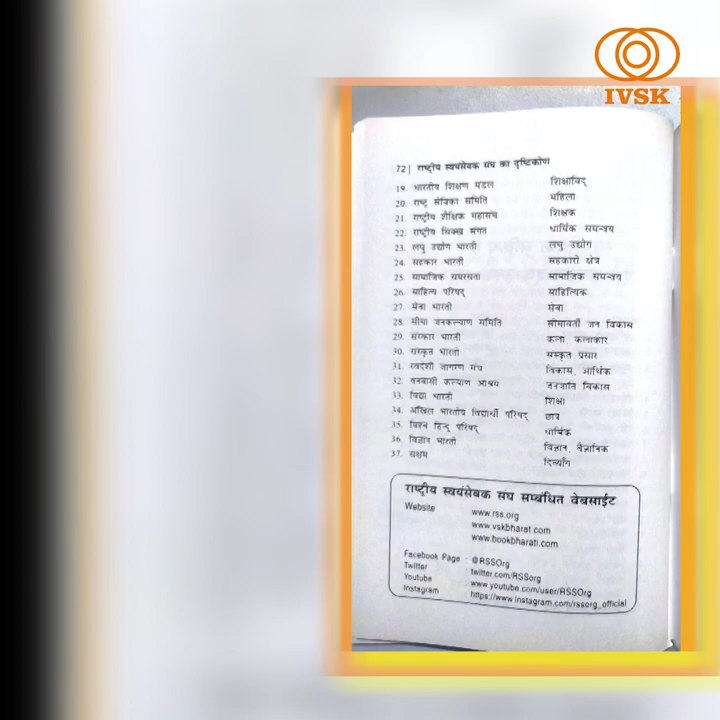 IVSK
72| राष्ट्रीय स्वयंसेवक संघ का दृष्टिकोण
19. भारतीय शिक्षण मंडल शिक्षाविद्
20. राष्ट्र सेविका समिति महिला
21. राष्ट्रीय शैक्षिक महासंघ शिक्षक
22. राष्ट्रीय सिक्ख संगत धार्मिक समन्वय
23. लघु उद्योग भारती लघु उद्योग
24. सहकार भारती सहकारी क्षेत्र
25. सामाजिक समरसता सामाजिक समन्वय
26. साहित्य परिषद् साहित्यिक
27. सेना भारती सेना
28. सीमा जनकल्याण समिति सीमावर्ती जन विकास
29. संस्कार भारती कला, कलाकार
30. संस्कृत भारती संस्कृत प्रसार
31. स्वदेशी जागरण मंच विकास, आर्थिक
32. वनवासी कल्याण आश्रम जनजाति विकास
33. विद्या भारती शिक्षा
34. अखिल भारतीय विद्यार्थी परिषद् छात्र
35. विश्व हिन्दू परिषद् धार्मिक
36. विज्ञान भारती विज्ञान, वैज्ञानिक
37. सक्षम दिव्याँग
राष्ट्रीय स्वयंसेवक संघ सम्बंधित वेबसाईट
Website www.rss.org
www.vskbharat.com
www.bookbharati.com
Facebook Page : @RSSOrg
Twitter : twitter.com/RSSorg
Youtube : www.youtube.com/user/RSSOrg
Instagram : https://www.instagram.com/rssorg_official